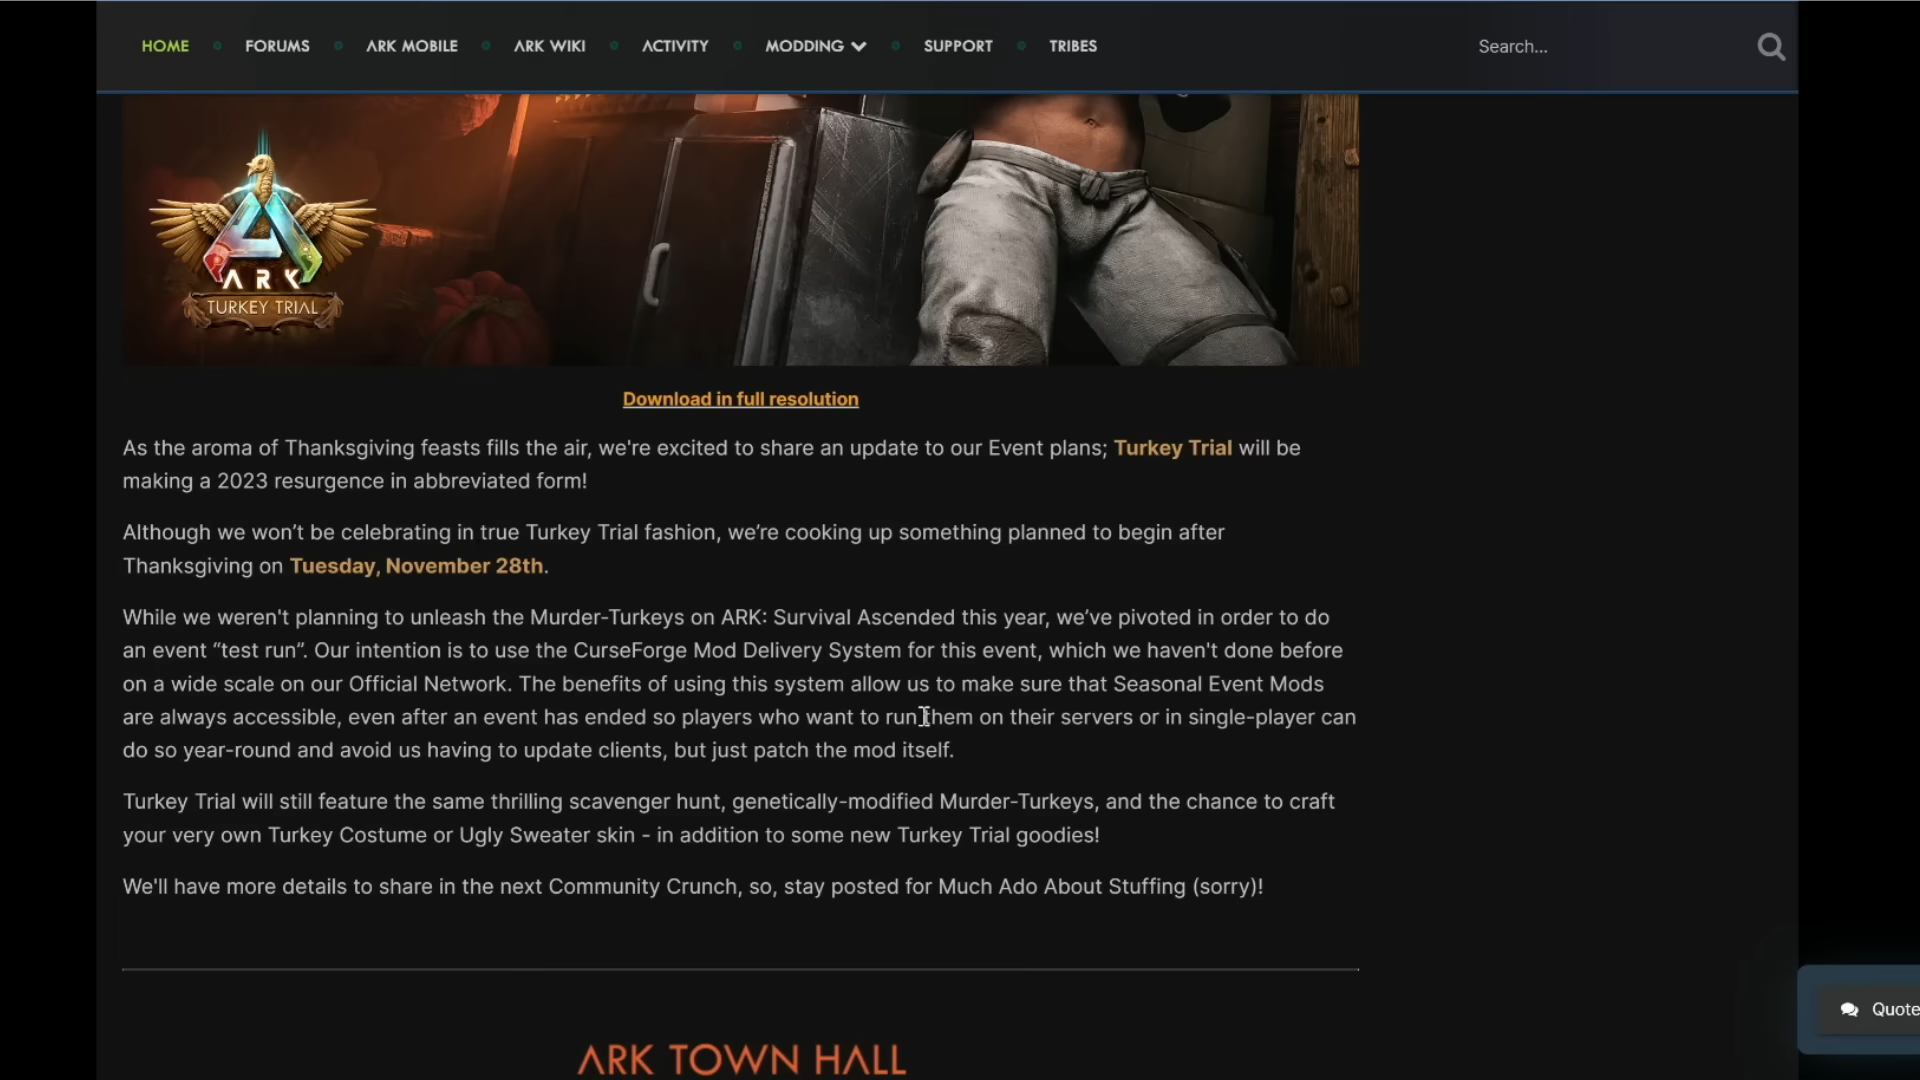 HOME FORUMS ARK MOBILE ARK WIKI ACTIVITY MODDING SUPPORT TRIBES Search...
ARK
TURKEY TRIAL
Download in full resolution
As the aroma of Thanksgiving feasts fills the air, we're excited to share an update to our Event plans; Turkey Trial will be
making a 2023 resurgence in abbreviated form!
Although we won’t be celebrating in true Turkey Trial fashion, we’re cooking up something planned to begin after
Thanksgiving on Tuesday, November 28th.
While we weren't planning to unleash the Murder-Turkeys on ARK: Survival Ascended this year, we’ve pivoted in order to do
an event “test run”. Our intention is to use the CurseForge Mod Delivery System for this event, which we haven't done before
on a wide scale on our Official Network. The benefits of using this system allow us to make sure that Seasonal Event Mods
are always accessible, even after an event has ended so players who want to run them on their servers or in single-player can
do so year-round and avoid us having to update clients, but just patch the mod itself.
Turkey Trial will still feature the same thrilling scavenger hunt, genetically-modified Murder-Turkeys, and the chance to craft
your very own Turkey Costume or Ugly Sweater skin - in addition to some new Turkey Trial goodies!
We'll have more details to share in the next Community Crunch, so, stay posted for Much Ado About Stuffing (sorry)!
Quote
ARK TOWN HALL